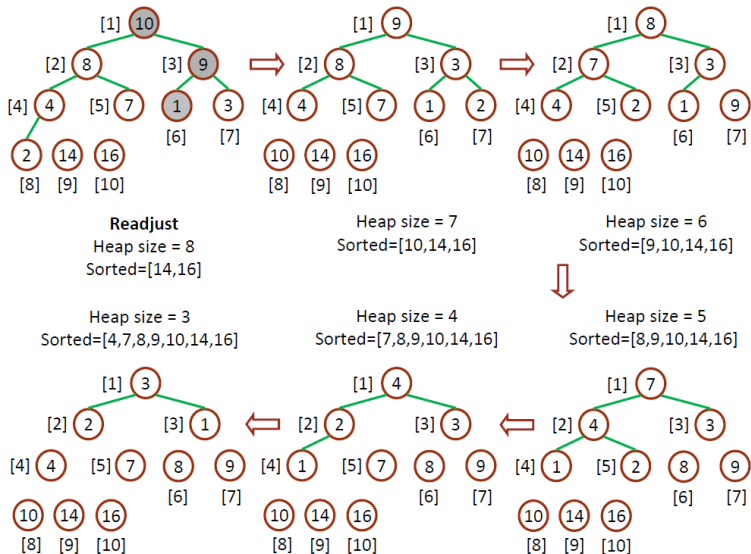 [1] 10
[2] 8 [3] 9
[4] 4 [5] 7 1 3
[6] [7]
2 14 16
[8] [9] [10]
Readjust
Heap size = 8
Sorted=[14,16]
[1] 9
[2] 8 [3] 3
[4] 4 [5] 7 1 2
[6] [7]
10 14 16
[8] [9] [10]
Heap size = 7
Sorted=[10,14,16]
[1] 8
[2] 7 [3] 3
[4] 4 [5] 2 1 9
[6] [7]
10 14 16
[8] [9] [10]
Heap size = 6
Sorted=[9,10,14,16]
Heap size = 5
Sorted=[8,9,10,14,16]
[1] 7
[2] 4 [3] 3
[4] 1 [5] 2 8 9
[6] [7]
10 14 16
[8] [9] [10]
Heap size = 4
Sorted=[7,8,9,10,14,16]
[1] 4
[2] 2 [3] 3
[4] 1 [5] 7 8 9
[6] [7]
10 14 16
[8] [9] [10]
Heap size = 3
Sorted=[4,7,8,9,10,14,16]
[1] 3
[2] 2 [3] 1
[4] 4 [5] 7 8 9
[6] [7]
10 14 16
[8] [9] [10]